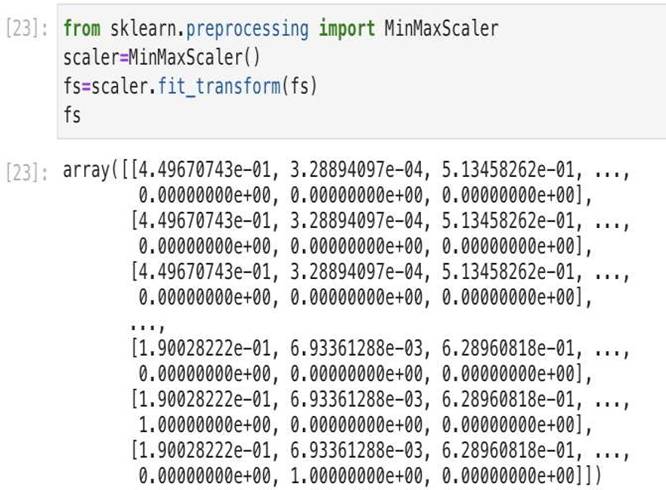 [23]: from sklearn.preprocessing import MinMaxScaler
scaler=MinMaxScaler()
fs=scaler.fit_transform(fs)
fs
[23]: array([[4.49670743e-01, 3.28894097e-04, 5.13458262e-01, ...,
0.00000000e+00, 0.00000000e+00, 0.00000000e+00],
[4.49670743e-01, 3.28894097e-04, 5.13458262e-01, ...,
0.00000000e+00, 0.00000000e+00, 0.00000000e+00],
[4.49670743e-01, 3.28894097e-04, 5.13458262e-01, ...,
0.00000000e+00, 0.00000000e+00, 0.00000000e+00],
...,
[1.90028222e-01, 6.93361288e-03, 6.28960818e-01, ...,
0.00000000e+00, 0.00000000e+00, 0.00000000e+00],
[1.90028222e-01, 6.93361288e-03, 6.28960818e-01, ...,
1.00000000e+00, 0.00000000e+00, 0.00000000e+00],
[1.90028222e-01, 6.93361288e-03, 6.28960818e-01, ...,
0.00000000e+00, 1.00000000e+00, 0.00000000e+00]])